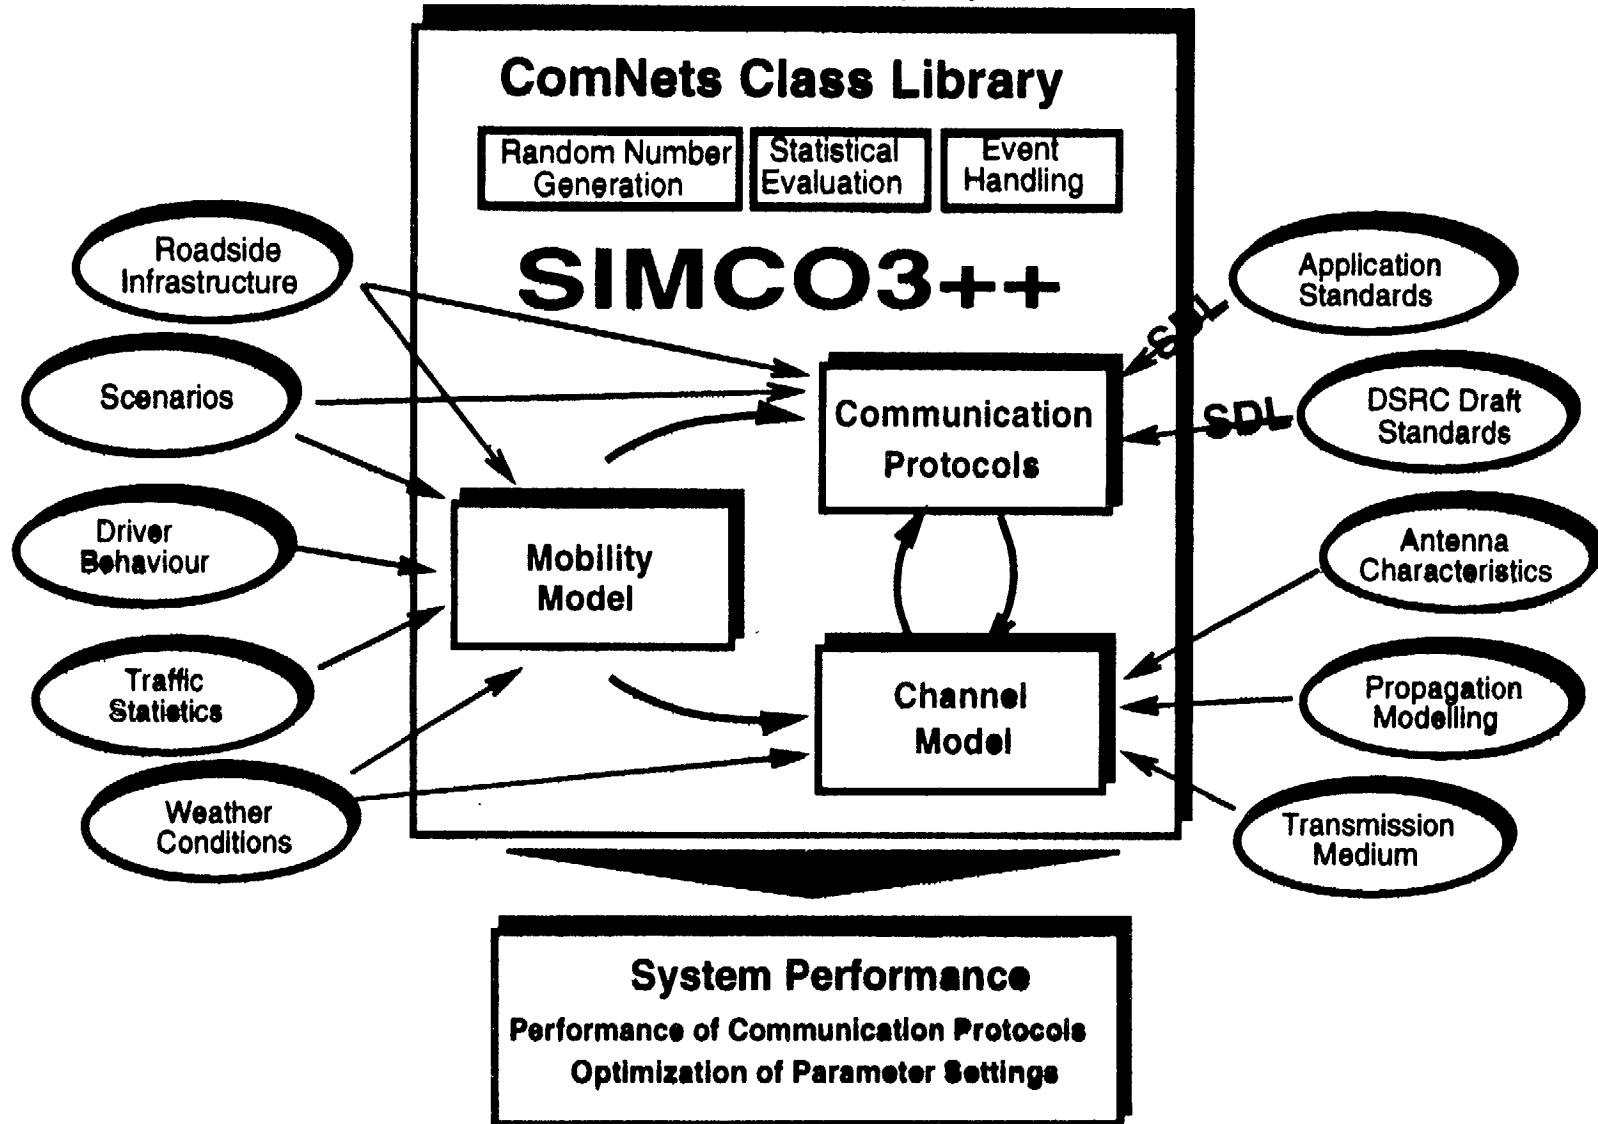 ComNets Class Library
Random Number
Generation
Statistical
Evaluation
Event
Handling
SIMCO3++
Roadside
Infrastructure
Scenarios
Driver
Behaviour
Traffic
Statistics
Weather
Conditions
Mobility
Model
Communication
Protocols
Channel
Model
SDL
SDL
Application
Standards
DSRC Draft
Standards
Antenna
Characteristics
Propagation
Modelling
Transmission
Medium
System Performance
Performance of Communication Protocols
Optimization of Parameter Settings